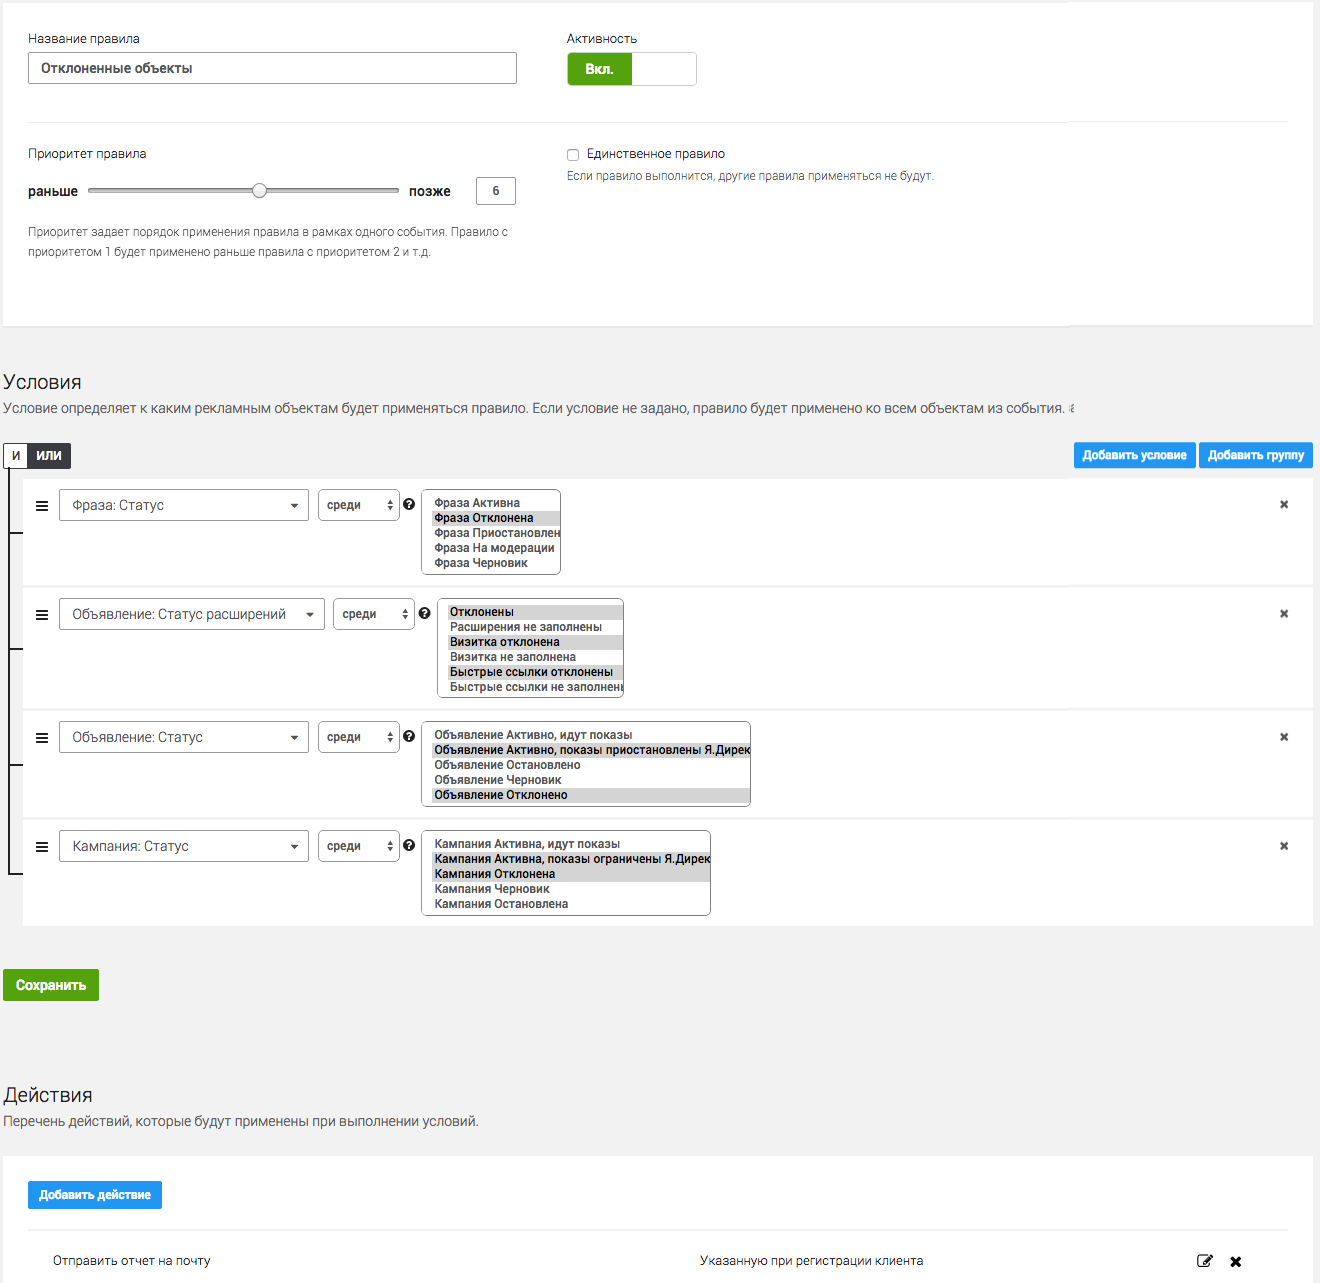 Название правила
Активность
Отклоненные объекты
Вкл.
Приоритет правила
Единственное правило
Если правило выполнится, другие правила применяться не будут.
раньше
позже
6
Приоритет задает порядок применения правила в рамках одного события. Правило с
приоритетом 1 будет применено раньше правила с приоритетом 2 и т.д.
Условия
Условие определяет к каким рекламным объектам будет применяться правило. Если условие не задано, правило будет применено ко всем объектам из события.
И ИЛИ
Добавить условие
Добавить группу
Фраза: Статус
среди
Фраза Активна
Фраза Отклонена
Фраза Приостановлен
Фраза На модерации
Фраза Черновик
Объявление: Статус расширений
среди
Отклонены
Расширения не заполнены
Визитка отклонена
Визитка не заполнена
Быстрые ссылки отклонены
Быстрые ссылки не заполнены
Объявление: Статус
среди
Объявление Активно, идут показы
Объявление Активно, показы приостановлены Я.Дирек
Объявление Остановлено
Объявление Черновик
Объявление Отклонено
Кампания: Статус
среди
Кампания Активна, идут показы
Кампания Активна, показы ограничены Я.Дирек
Кампания Отклонена
Кампания Черновик
Кампания Остановлена
Сохранить
Действия
Перечень действий, которые будут применены при выполнении условий.
Добавить действие
Отправить отчет на почту
Указанную при регистрации клиента